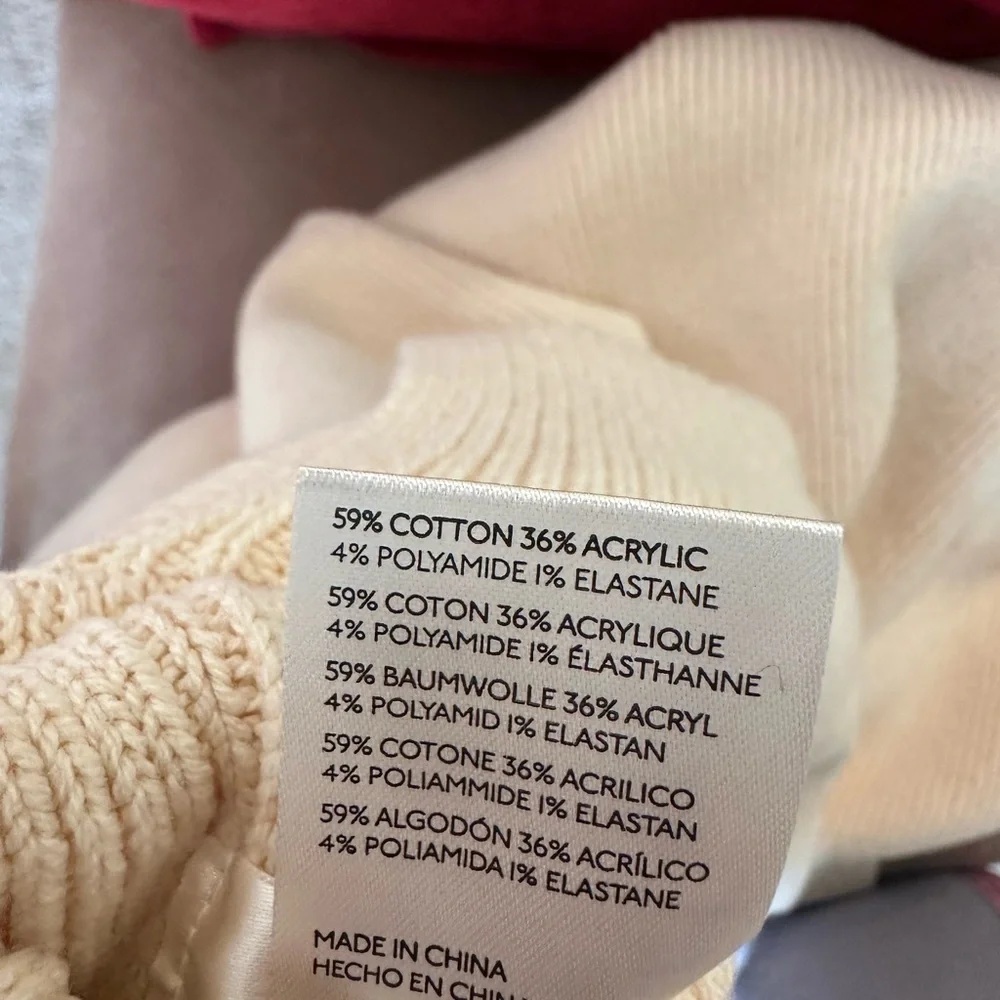 59% COTTON 36% ACRYLIC
4% POLYAMIDE 1% ELASTANE
59% COTON 36% ACRYLIQUE
4% POLYAMIDE 1% ÉLASTHANNE
59% BAUMWOLLE 36% ACRYL
4% POLYAMID 1% ELASTAN
59% COTONE 36% ACRILICO
4% POLIAMMIDE 1% ELASTAN
59% ALGODÓN 36% ACRÍLICO
4% POLIAMIDA 1% ELASTANE
MADE IN CHINA
HECHO EN CHIN